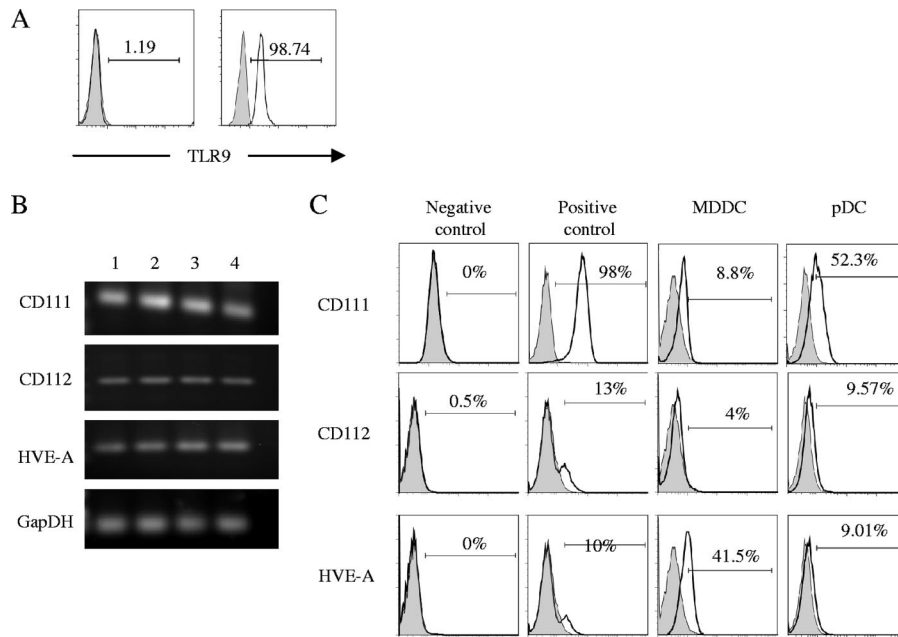 A
1.19
98.74
TLR9
B
1 2 3 4
CD111
CD112
HVE-A
GapDH
C
Negative control
Positive control
MDDC
pDC
CD111
0%
98%
8.8%
52.3%
CD112
0.5%
13%
4%
9.57%
HVE-A
0%
10%
41.5%
9.01%